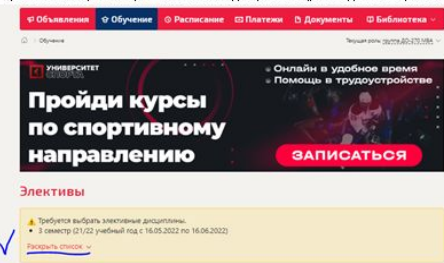 Объявления Обучение Расписание Платежи Документы Библиотека
Обучение
Текущая роль: группа ДО-270 МВА
УНИВЕРСИТЕТ
СПОРТА
Онлайн в удобное время
Помощь в трудоустройстве
Пройди курсы
по спортивному
направлению
ЗАПИСАТЬСЯ
Элективы
Требуется выбрать элективные дисциплины.
3 семестр (21/22 учебный год с 16.05.2022 по 16.06.2022)
Раскрыть список